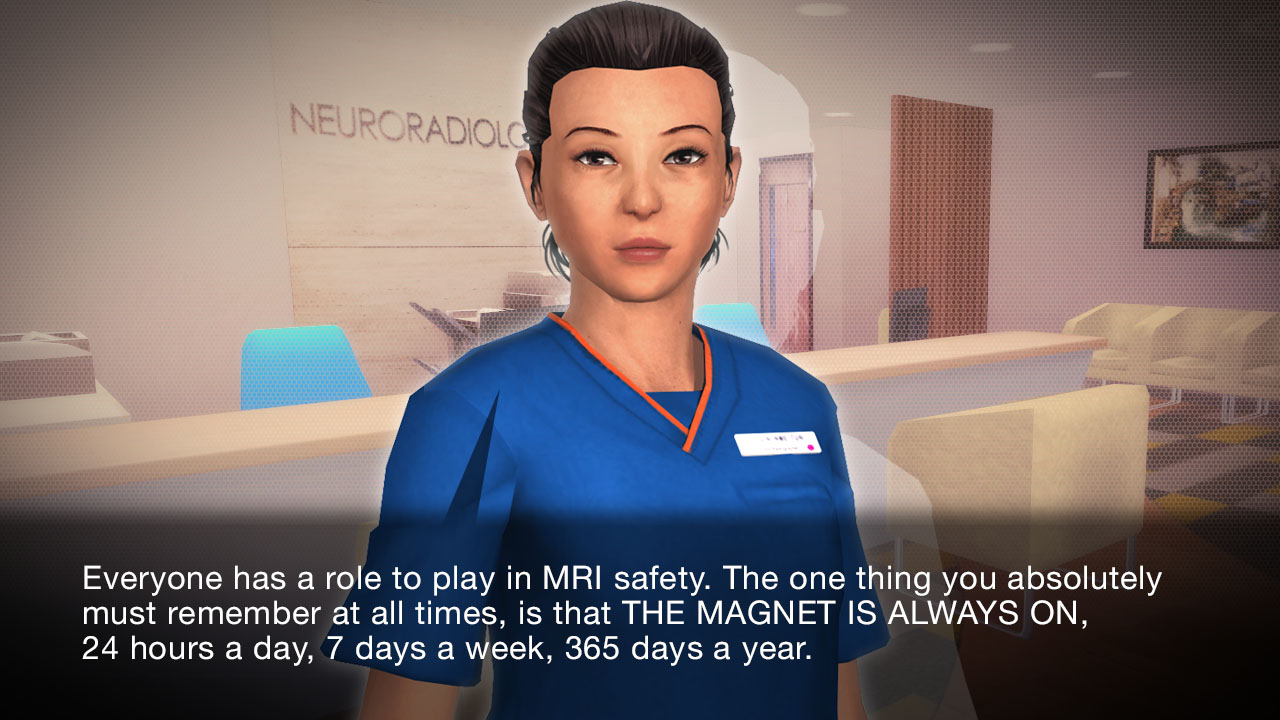 NEURORADIOLO
Everyone has a role to play in MRI safety. The one thing you absolutely
must remember at all times, is that THE MAGNET IS ALWAYS ON,
24 hours a day, 7 days a week, 365 days a year.